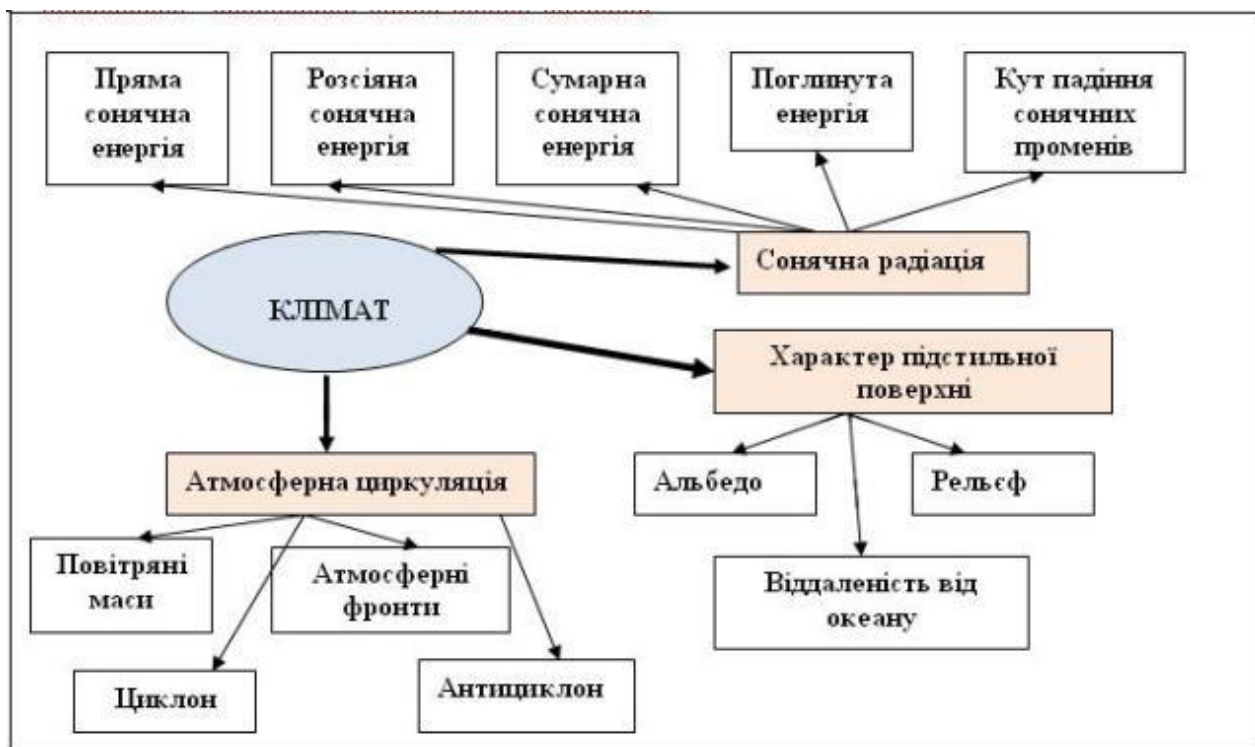 Пряма
сонячна
енергія
Розсіяна
сонячна
енергія
Сумарна
сонячна
енергія
Поглинута
енергія
Кут падіння
сонячних
променів
Сонячна радіація
КЛІМАТ
Характер підстильної
поверхні
Атмосферна циркуляція
Альбедо
Рельєф
Повітряні
маси
Атмосферні
фронти
Віддаленість від
океану
Циклон
Антициклон